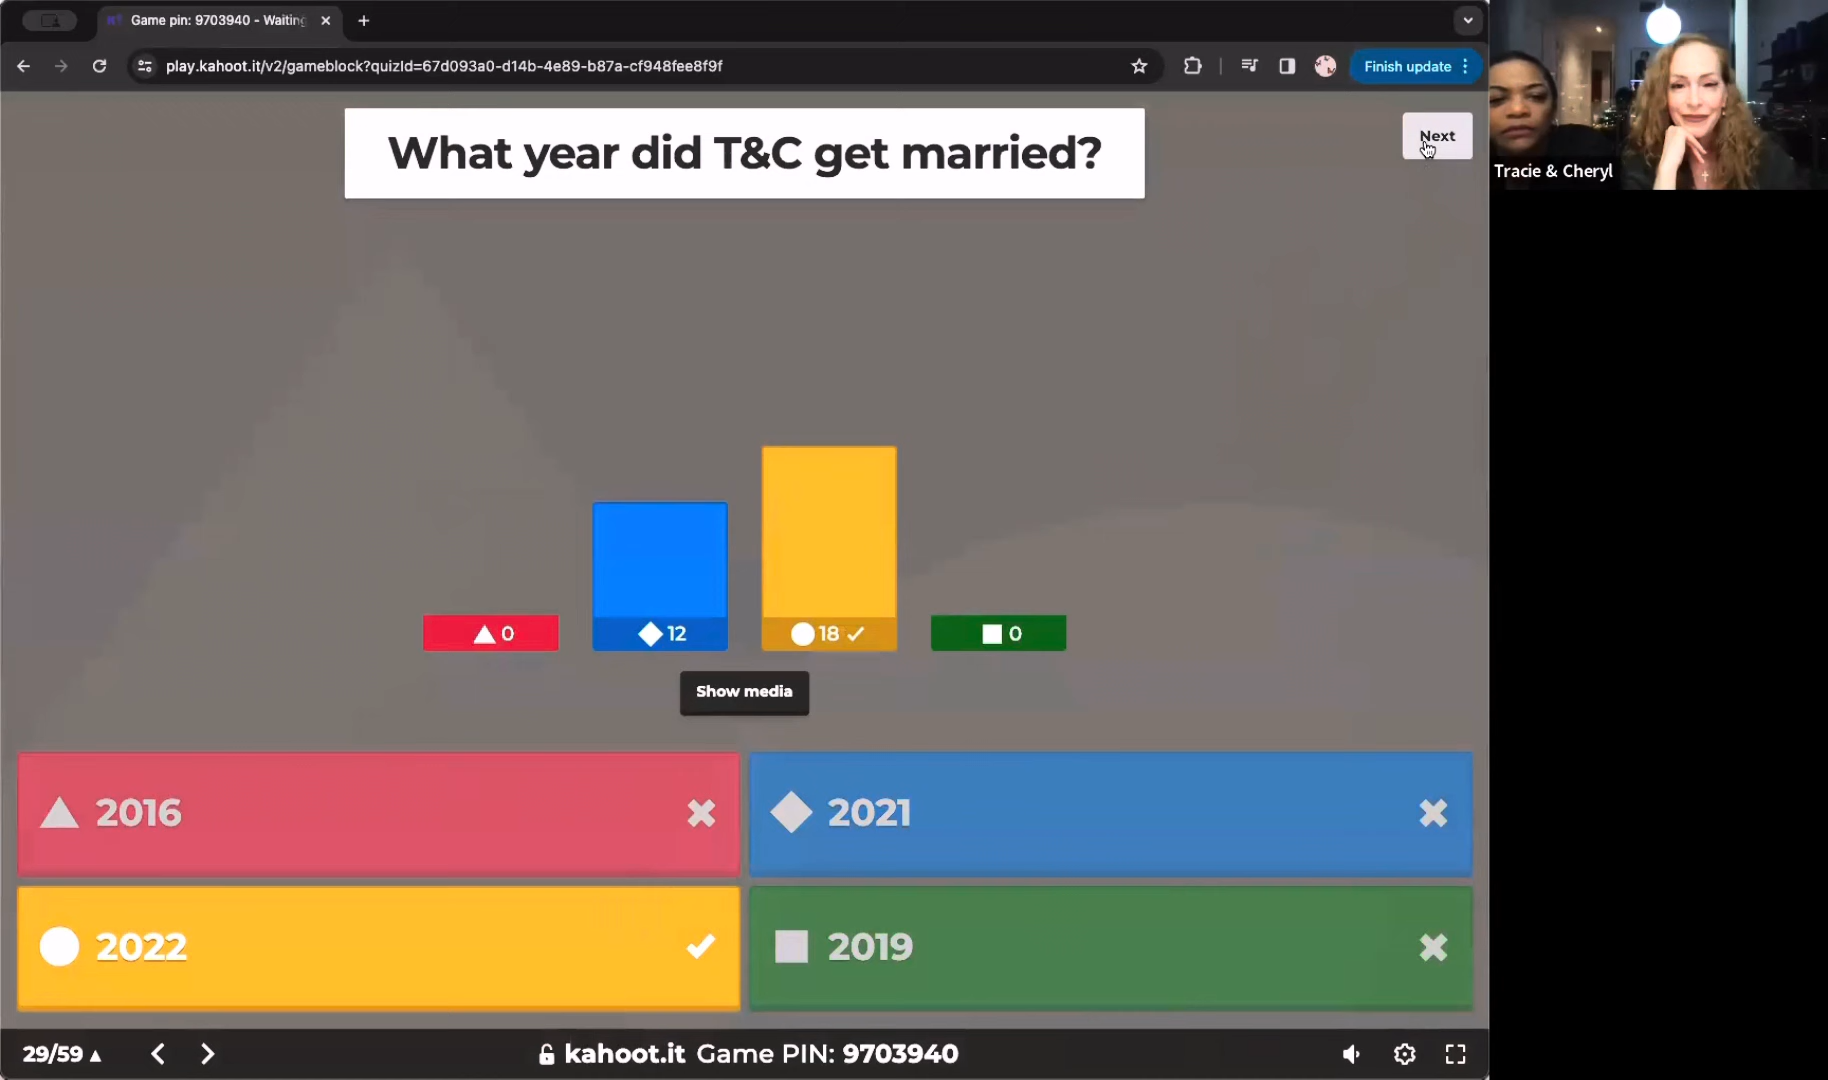 Game pin: 9703940 - Waitin
play.kahoot.it/v2/gameblock?quizId=67d093a0-d14b-4e89-b87a-cf948fee8f9f
Finish update
What year did T&C get married?
Next
Tracie & Cheryl
0
12
18
0
Show media
2016
2021
2022
2019
29/59
kahoot.it Game PIN: 9703940